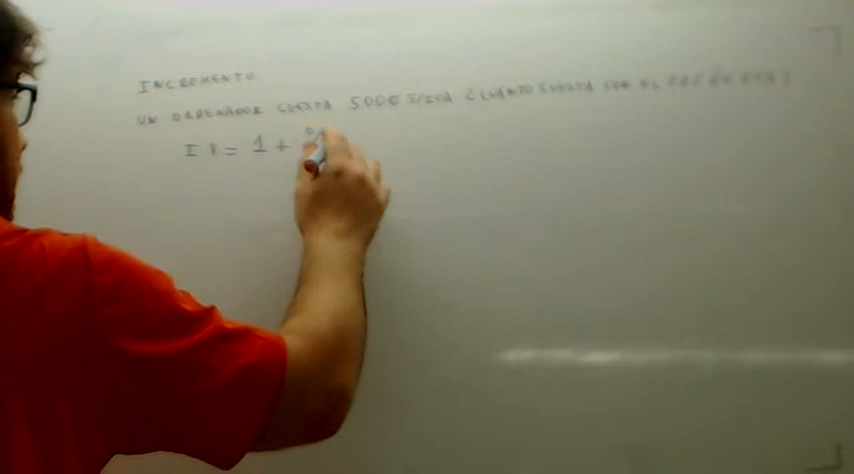 INCREMENTO
UN ORDENADOR CUESTA 500€ S/IVA ¿CUANTO CUESTA CON EL
I V = 1 +